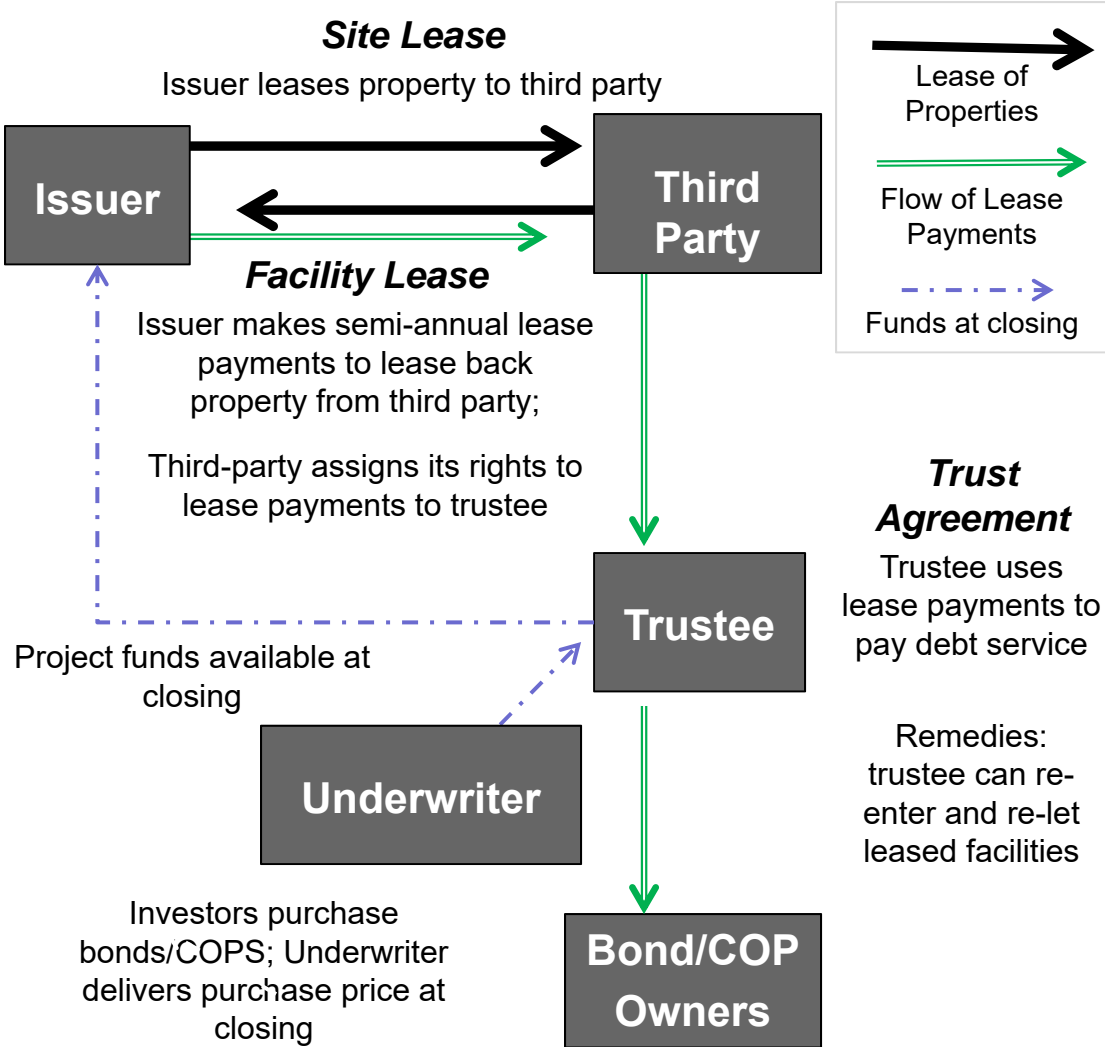 Site Lease
Issuer leases property to third party
Issuer
Third
Party
Lease of
Properties
Flow of Lease
Payments
Funds at closing
Facility Lease
Issuer makes semi-annual lease
payments to lease back
property from third party;
Third-party assigns its rights to
lease payments to trustee
Trust
Agreement
Trustee uses
lease payments to
pay debt service
Remedies:
trustee can re-
enter and re-let
leased facilities
Trustee
Project funds available at
closing
Underwriter
Investors purchase
bonds/COPS; Underwriter
delivers purchase price at
closing
Bond/COP
Owners